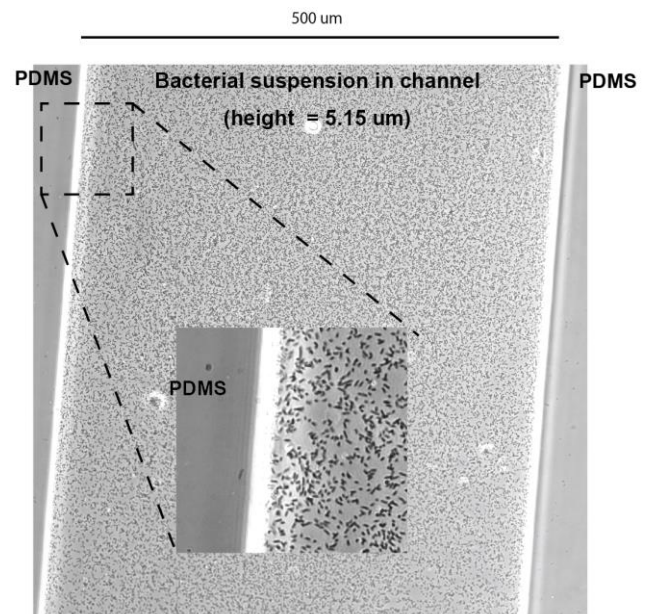 500 um
PDMS
Bacterial suspension in channel
(height = 5.15 um)
PDMS
PDMS